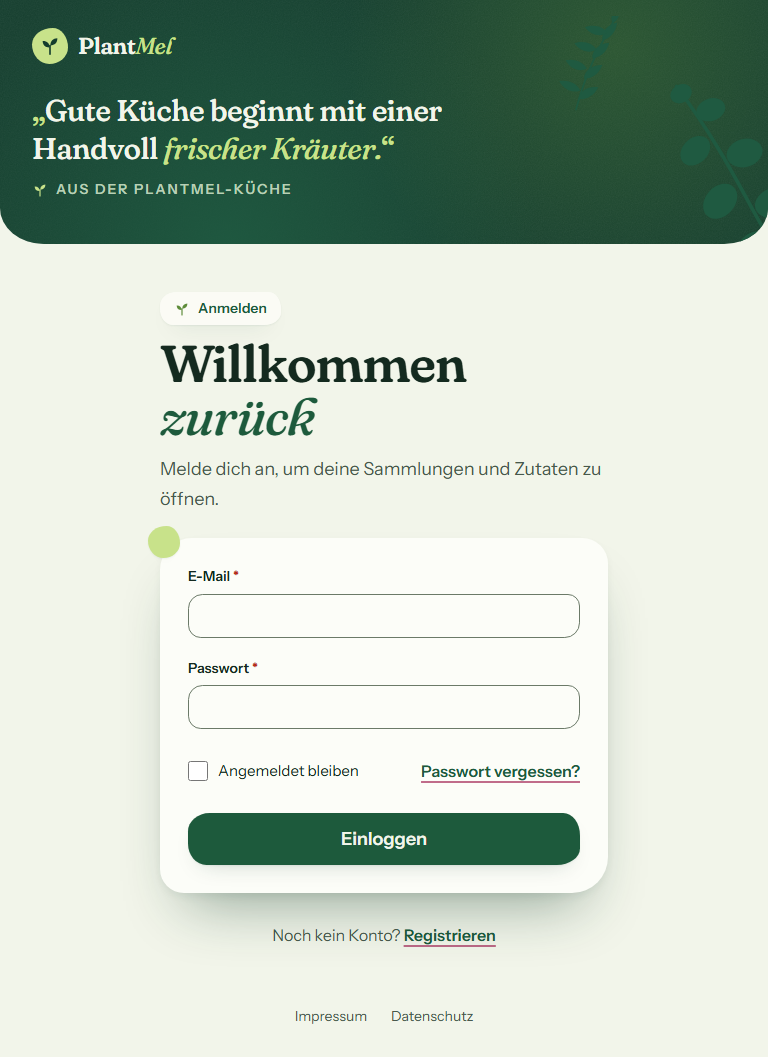 PlantMel
„Gute Küche beginnt mit einer
Handvoll frischer Kräuter.“
AUS DER PLANTMEL-KÜCHE
Anmelden
Willkommen
zurück
Melde dich an, um deine Sammlungen und Zutaten zu
öffnen.
E-Mail *
Passwort *
Angemeldet bleiben Passwort vergessen?
Einloggen
Noch kein Konto? Registrieren
Impressum Datenschutz